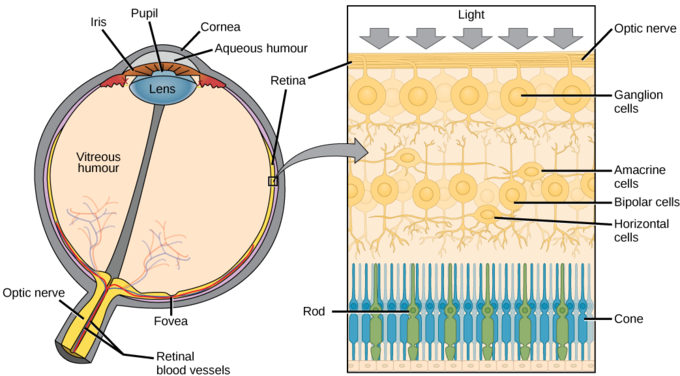 Pupil
Iris
Cornea
Aqueous humour
Lens
Retina
Vitreous
humour
Optic nerve
Fovea
Retinal
blood vessels
Light
Optic nerve
Ganglion
cells
Amacrine
cells
Bipolar cells
Horizontal
cells
Rod
Cone